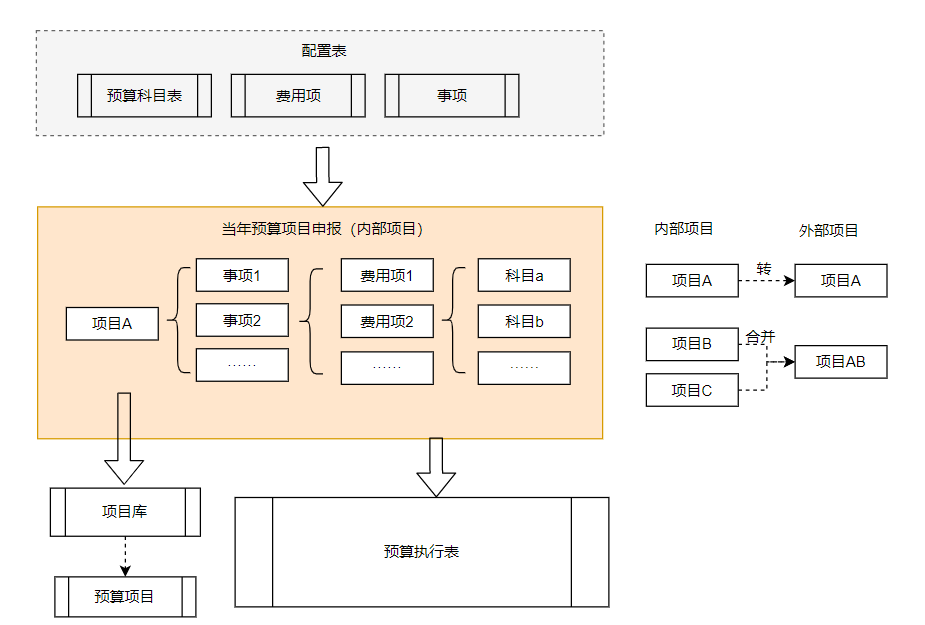 配置表
预算科目表
费用项
事项
当年预算项目申报（内部项目）
项目A
事项1
事项2
......
费用项1
费用项2
......
科目a
科目b
......
项目库
预算项目
预算执行表
内部项目
外部项目
项目A
转
项目A
项目B
合并
项目C
项目AB